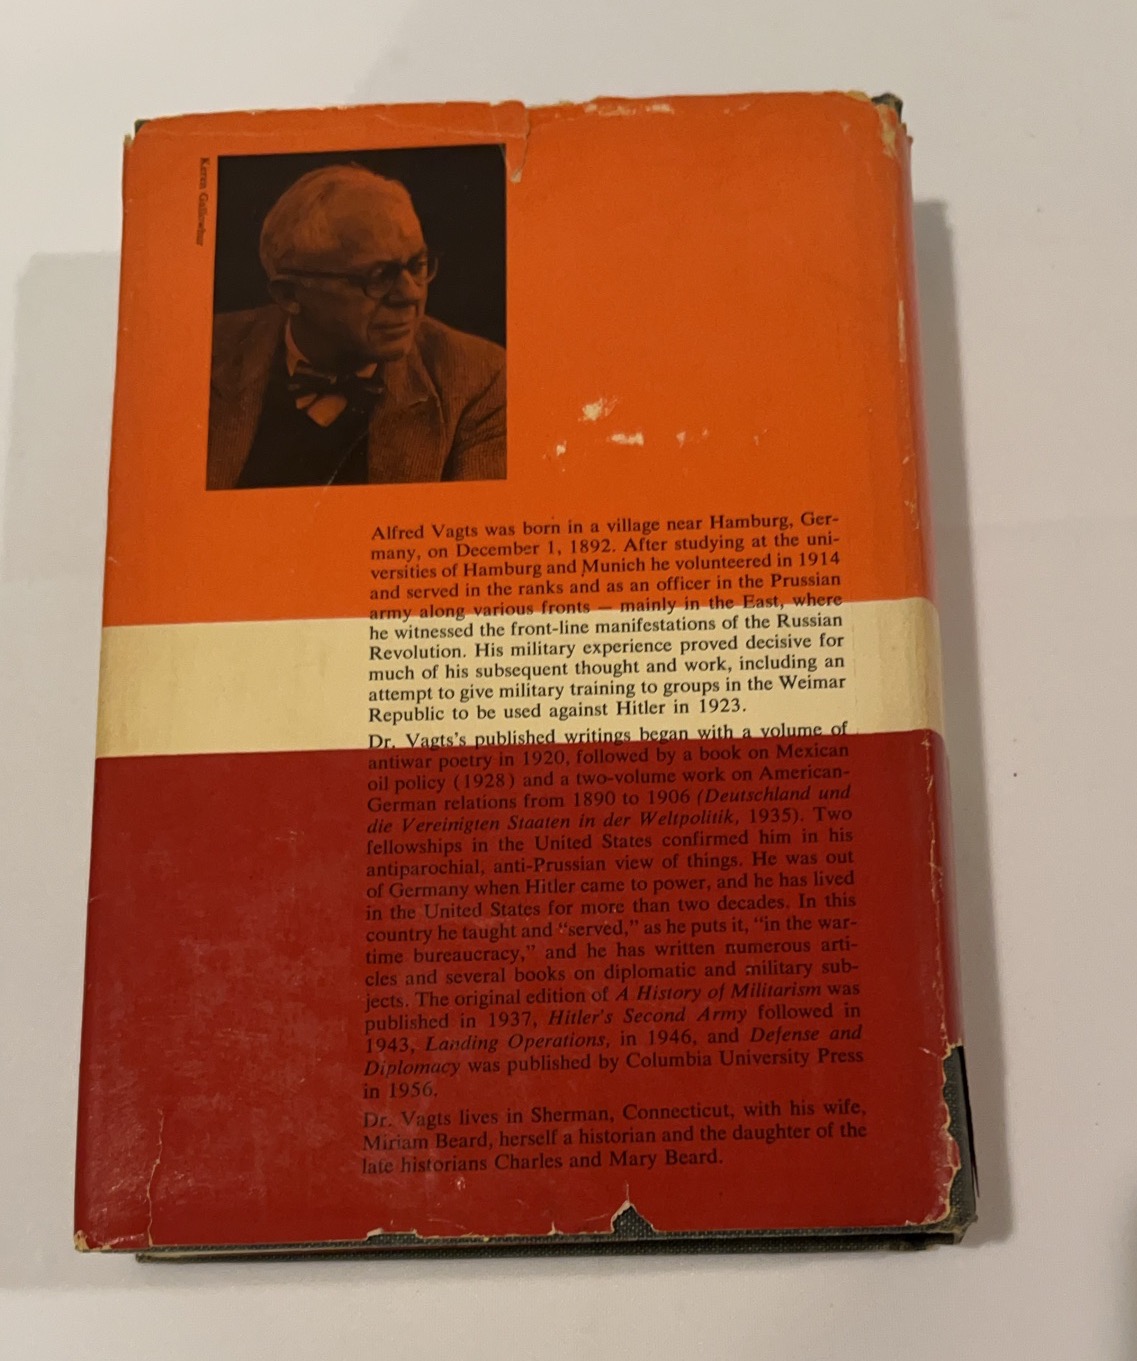 Keren Gallowhur
Alfred Vagts was born in a village near Hamburg, Ger-
many, on December 1, 1892. After studying at the uni-
versities of Hamburg and Munich he volunteered in 1914
and served in the ranks and as an officer in the Prussian
army along various fronts — mainly in the East, where
he witnessed the front-line manifestations of the Russian
Revolution. His military experience proved decisive for
much of his subsequent thought and work, including an
attempt to give military training to groups in the Weimar
Republic to be used against Hitler in 1923.
Dr. Vagts's published writings began with a volume of
antiwar poetry in 1920, followed by a book on Mexican
oil policy (1928) and a two-volume work on American-
German relations from 1890 to 1906 (Deutschland und
die Vereinigten Staaten in der Weltpolitik, 1935). Two
fellowships in the United States confirmed him in his
antiparochial, anti-Prussian view of things. He was out
of Germany when Hitler came to power, and he has lived
in the United States for more than two decades. In this
country he taught and "served," as he puts it, "in the war-
time bureaucracy," and he has written numerous arti-
cles and several books on diplomatic and military sub-
jects. The original edition of A History of Militarism was
published in 1937, Hitler's Second Army followed in
1943, Landing Operations, in 1946, and Defense and
Diplomacy was published by Columbia University Press
in 1956.
Dr. Vagts lives in Sherman, Connecticut, with his wife,
Miriam Beard, herself a historian and the daughter of the
late historians Charles and Mary Beard.